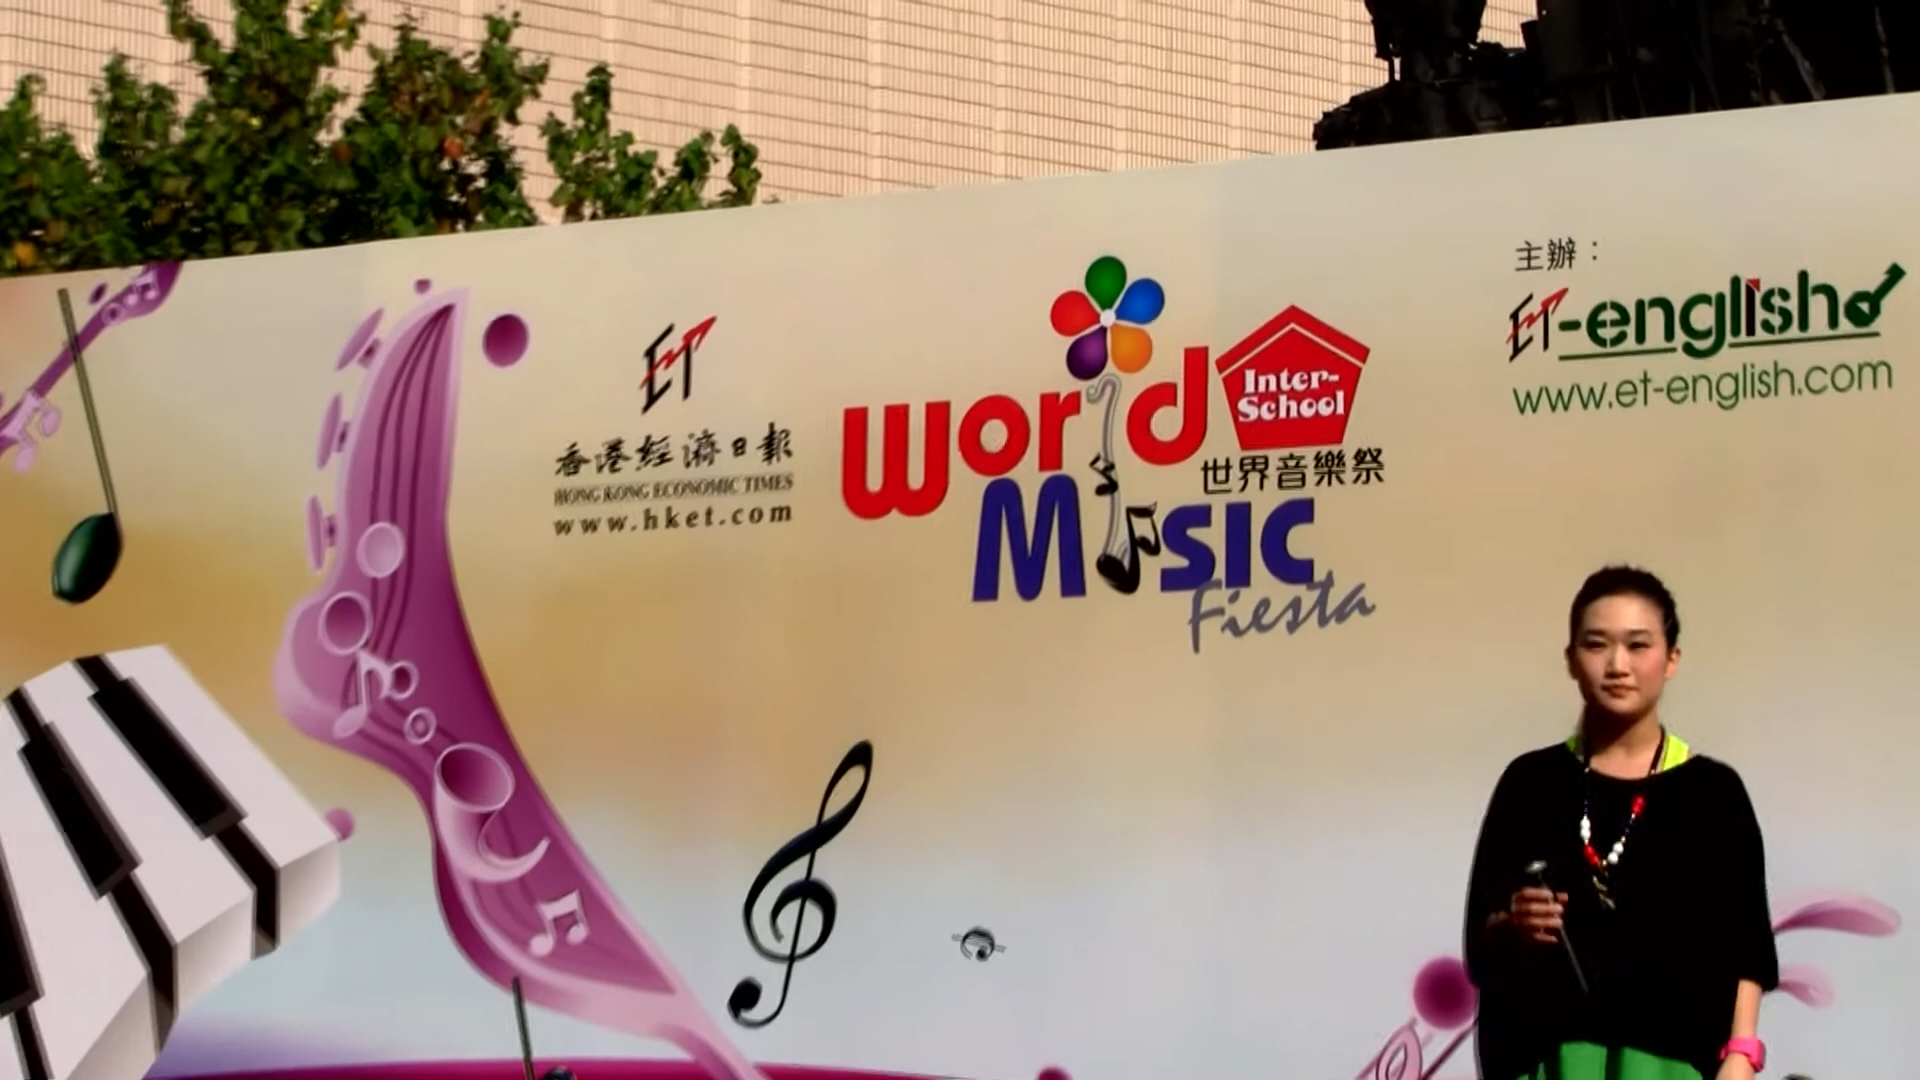 ET
香港經濟日報
HONG KONG ECONOMIC TIMES
www.hket.com
world
Inter-
School
世界音樂祭
Music
Fiesta
主辦：
ET-english
www.et-english.com